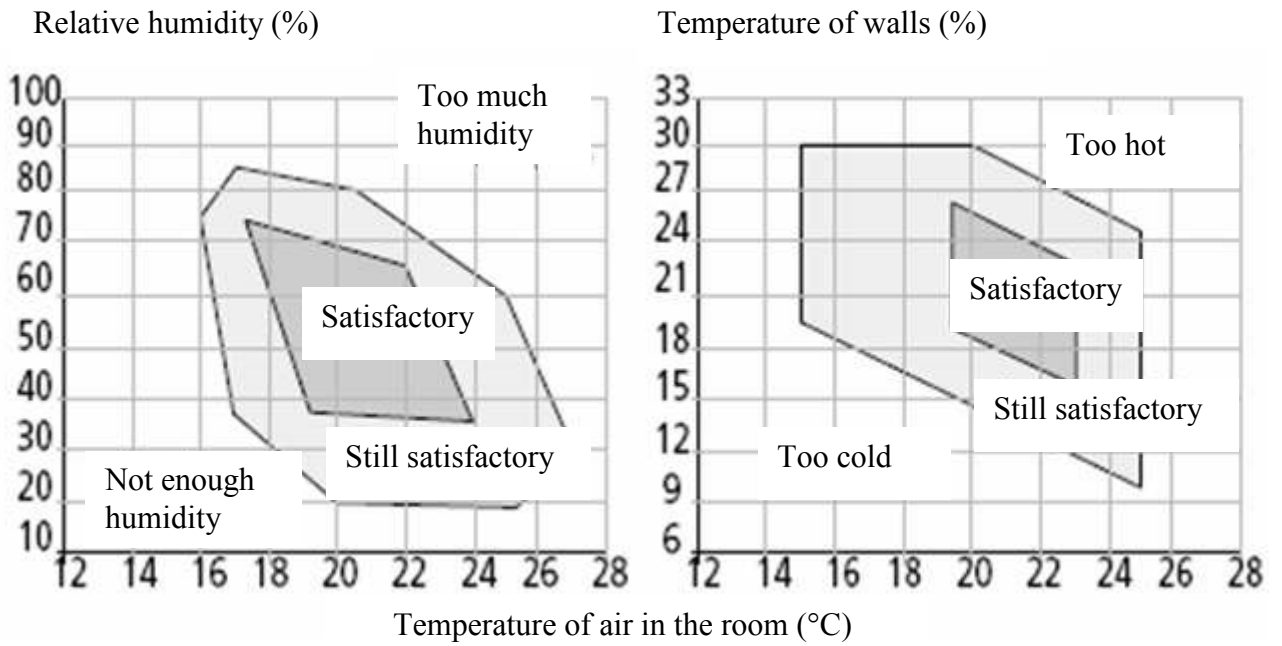 Relative humidity (%)
Temperature of walls (%)
100
90
80
70
60
50
40
30
20
10
Too much
humidity
Satisfactory
Still satisfactory
Not enough
humidity
12 14 16 18 20 22 24 26 28
33
30
27
24
21
18
15
12
9
6
Too hot
Satisfactory
Still satisfactory
Too cold
12 14 16 18 20 22 24 26 28
Temperature of air in the room (°C)